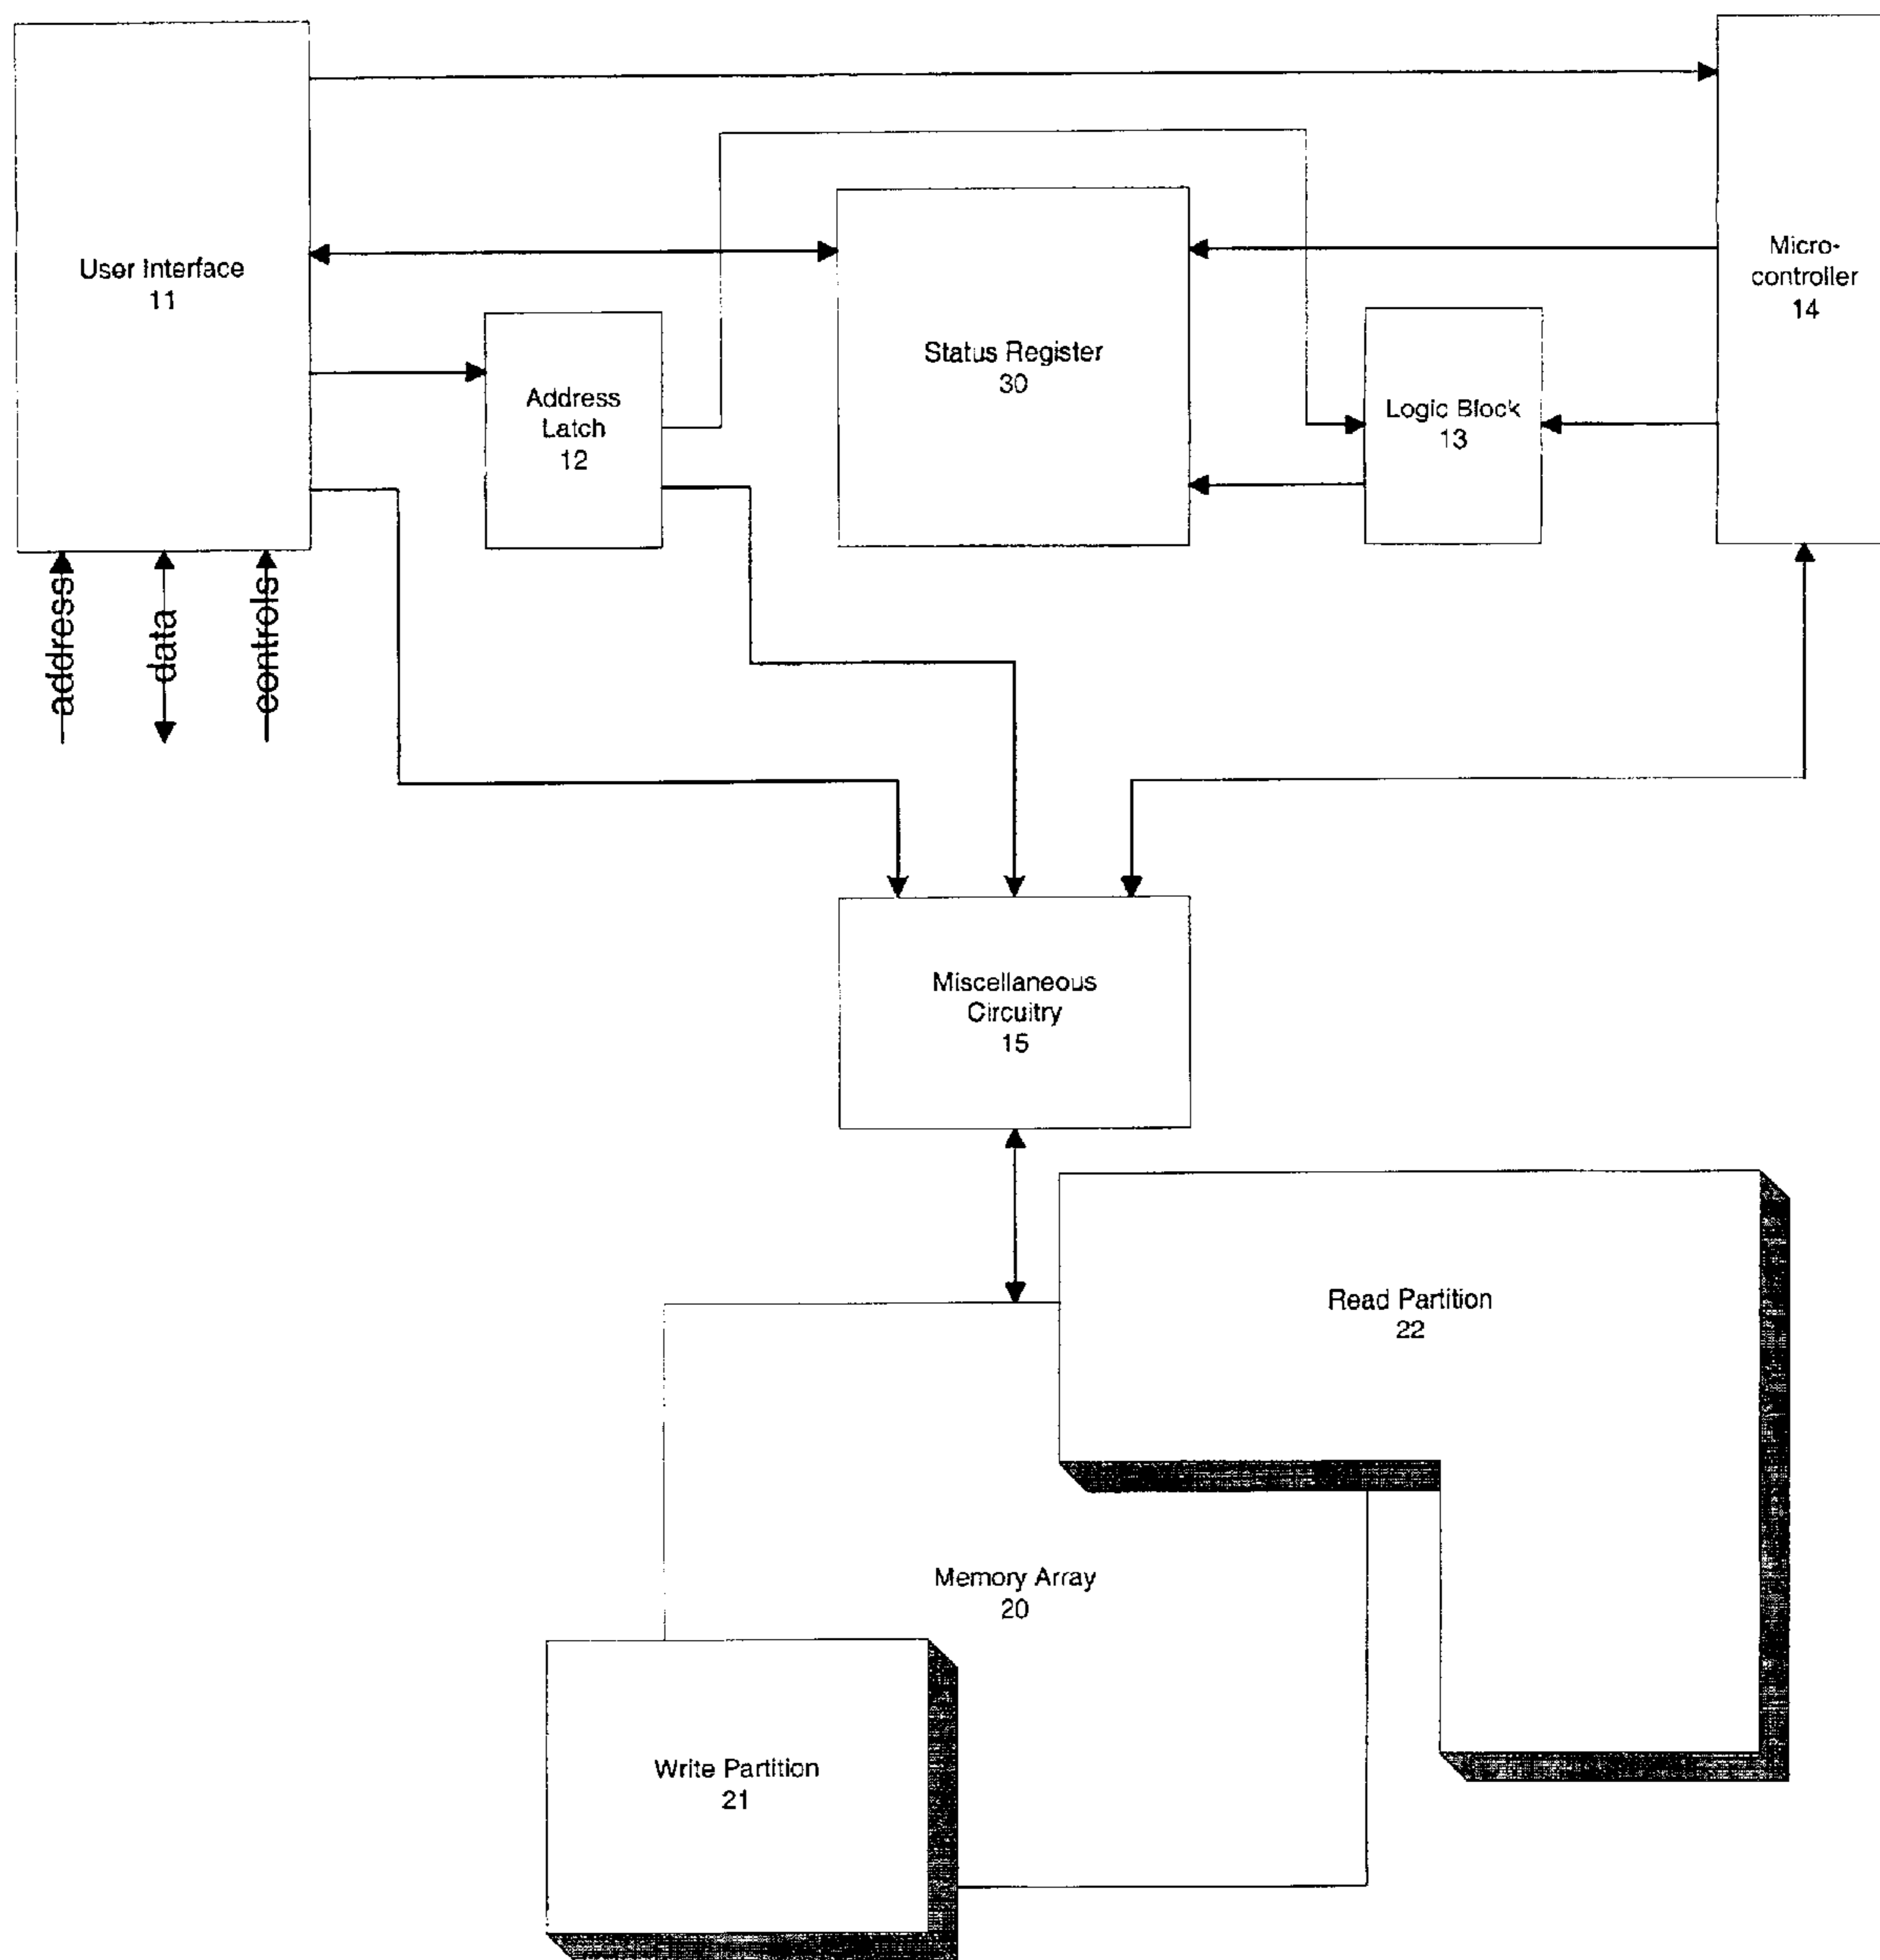 User Interface
11
address
data
controls
Address
Latch
12
Status Register
30
Logic Block
13
Micro-
controller
14
Miscellaneous
Circuitry
15
Read Partition
22
Memory Array
20
Write Partition
21